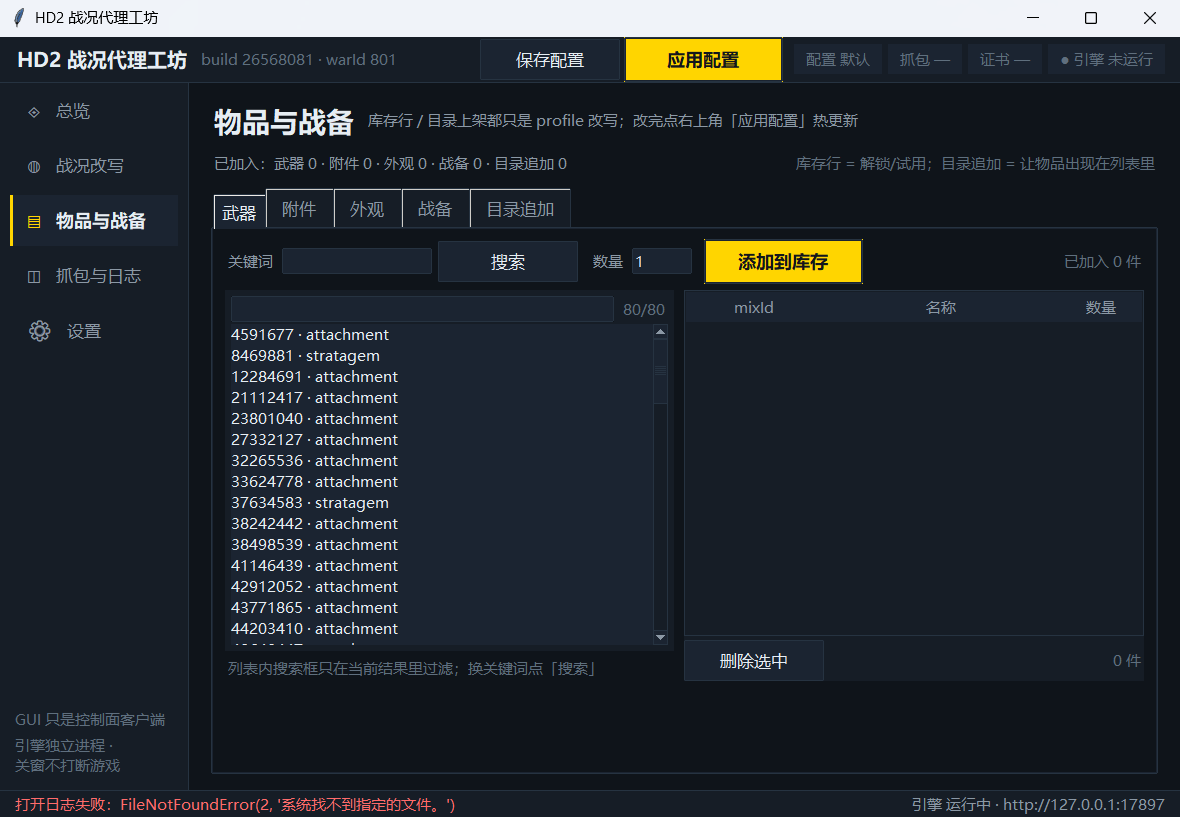 HD2 战况代理工坊
HD2 战况代理工坊 build 26568081 · warId 801 保存配置 应用配置 配置 默认 抓包 — 证书 — ● 引擎 未运行
总览
战况改写
物品与战备
抓包与日志
设置
物品与战备 库存行 / 目录上架都只是 profile 改写；改完点右上角「应用配置」热更新
已加入：武器 0 · 附件 0 · 外观 0 · 战备 0 · 目录追加 0 库存行 = 解锁/试用；目录追加 = 让物品出现在列表里
武器 附件 外观 战备 目录追加
关键词 搜索 数量 1 添加到库存 已加入 0 件
80/80
4591677 · attachment
8469881 · stratagem
12284691 · attachment
21112417 · attachment
23801040 · attachment
27332127 · attachment
32265536 · attachment
33624778 · attachment
37634583 · stratagem
38242442 · attachment
38498539 · attachment
41146439 · attachment
42912052 · attachment
43771865 · attachment
44203410 · attachment
列表内搜索框只在当前结果里过滤；换关键词点「搜索」
mixId 名称 数量
删除选中 0 件
GUI 只是控制面客户端
引擎独立进程 ·
关窗不打断游戏
打开日志失败：FileNotFoundError(2, '系统找不到指定的文件。') 引擎 运行中 · http://127.0.0.1:17897